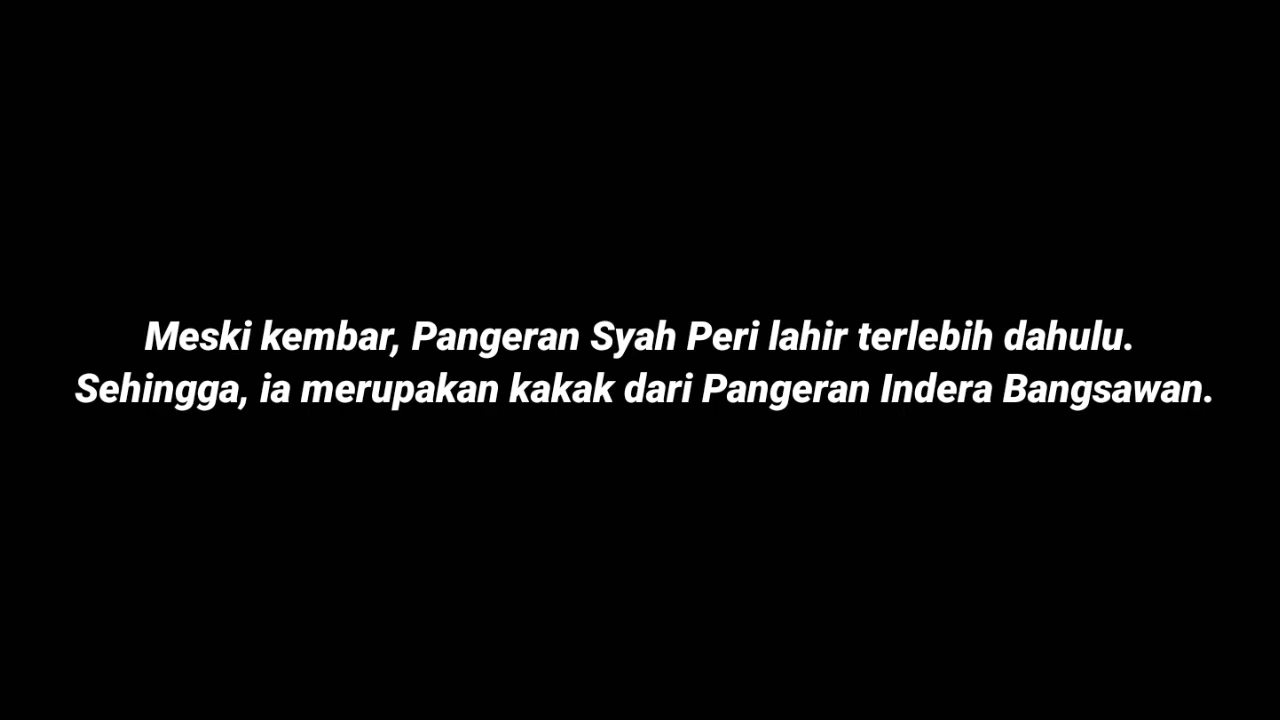 Meski kembar, Pangeran Syah Peri lahir terlebih dahulu.
Sehingga, ia merupakan kakak dari Pangeran Indera Bangsawan.